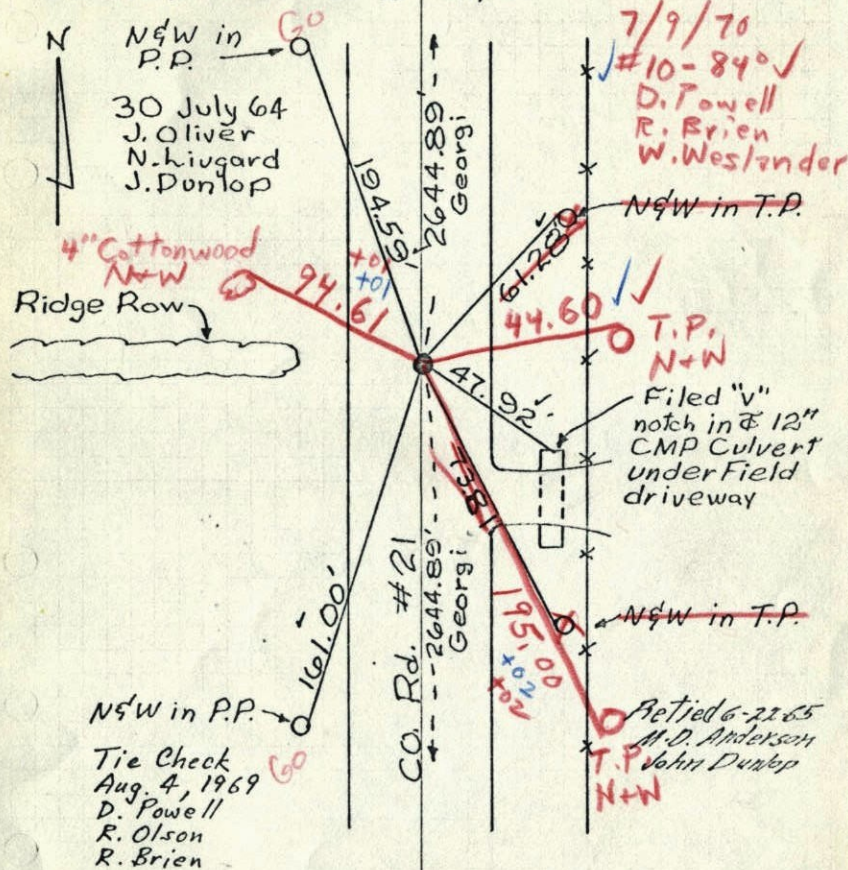 N
N&W in
P.P.
Go
30 July 64
J. Oliver
N. Livgard
J. Dunlop
7/9/70
#10-84° ✓
D. Powell
R. Brien
W. Weslander
194.59'
2644.89'
Georgi
+01
+01
61.28
N&W in T.P.
4" Cottonwood
N+W
94.61
44.60
T.P.
N+W
Ridge Row
47.92'
Filed "v"
notch in ℄ 12"
CMP Culvert
under Field
driveway
73.811
161.00'
CO. Rd. #21
2644.89'
Georgi
195.00
+02
+02
N&W in T.P.
N&W in P.P.
Go
Retied 6-22-65
M.D. Anderson
John Dunlop
T.P.
N+W
Tie Check
Aug. 4, 1969
D. Powell
R. Olson
R. Brien